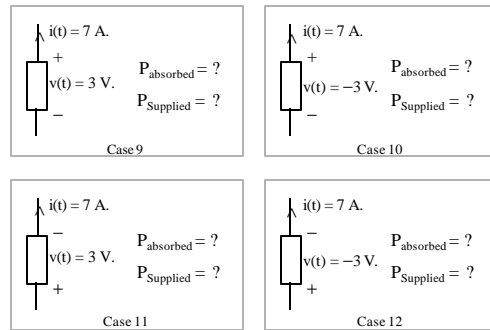 i(t) = 7 A.
+
v(t) = 3 V.
−
P_absorbed = ?
P_Supplied = ?
Case 9
i(t) = 7 A.
+
v(t) = −3 V.
−
P_absorbed = ?
P_Supplied = ?
Case 10
i(t) = 7 A.
−
v(t) = 3 V.
+
P_absorbed = ?
P_Supplied = ?
Case 11
i(t) = 7 A.
−
v(t) = −3 V.
+
P_absorbed = ?
P_Supplied = ?
Case 12